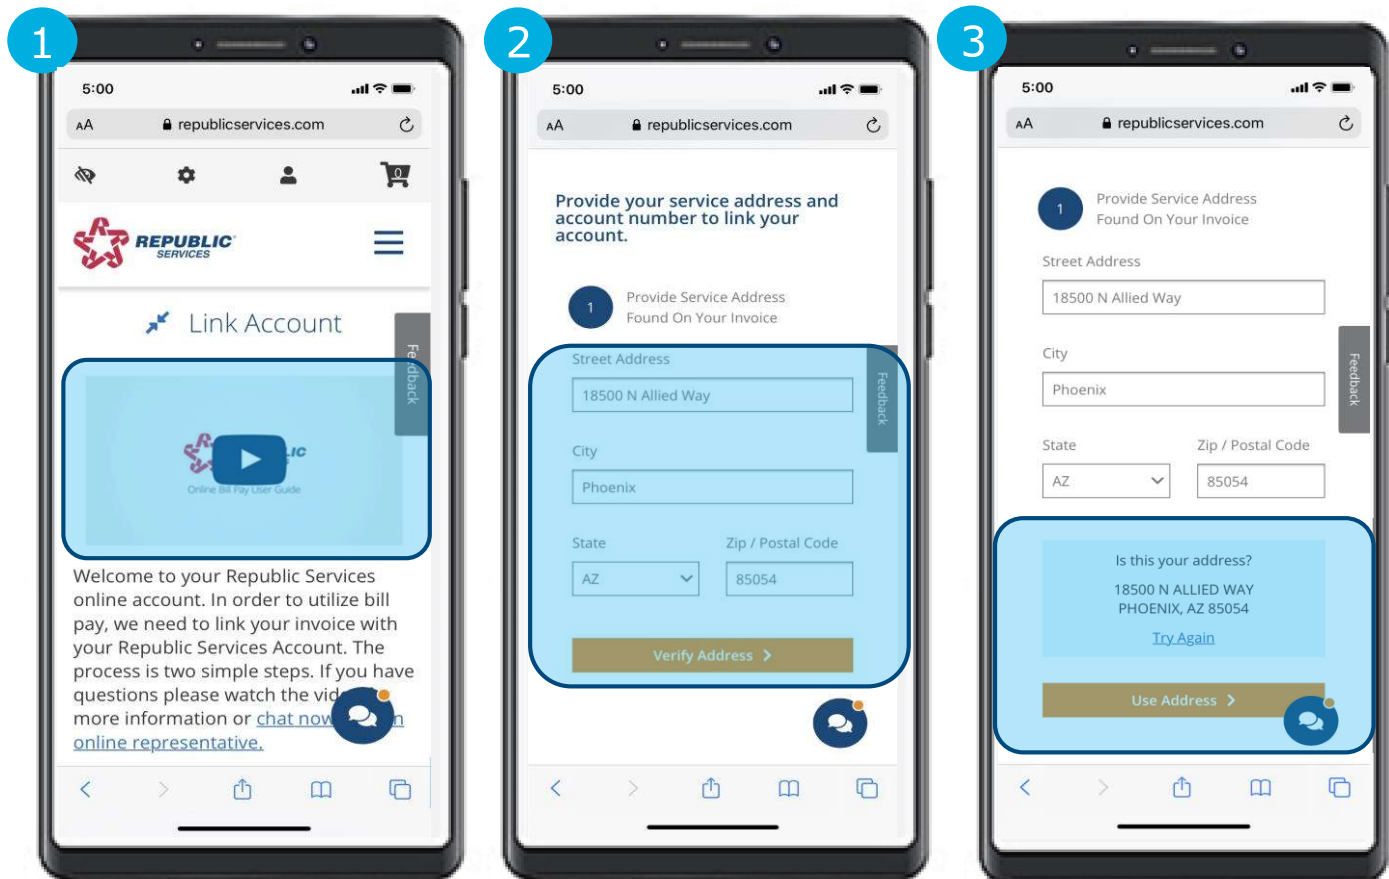 1
5:00
AA republicservices.com
0
REPUBLIC
SERVICES
Link Account
Feedback
R
IC
Online Bill Pay User Guide
Welcome to your Republic Services
online account. In order to utilize bill
pay, we need to link your invoice with
your Republic Services Account. The
process is two simple steps. If you have
questions please watch the
more information or chat now
online representative.
2
5:00
AA republicservices.com
Provide your service address and
account number to link your
account.
1
Provide Service Address
Found On Your Invoice
Street Address
18500 N Allied Way
Feedback
City
Phoenix
State Zip / Postal Code
AZ 85054
Verify Address
3
5:00
AA republicservices.com
1
Provide Service Address
Found On Your Invoice
Street Address
18500 N Allied Way
City
Feedback
Phoenix
State Zip / Postal Code
AZ 85054
Is this your address?
18500 N ALLIED WAY
PHOENIX, AZ 85054
Try Again
Use Address